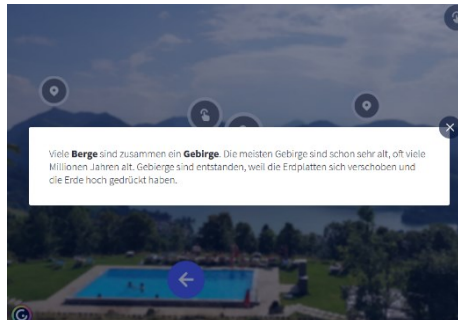 Viele Berge sind zusammen ein Gebirge. Die meisten Gebirge sind schon sehr alt, oft viele
Millionen Jahren alt. Gebierge sind entstanden, weil die Erdplatten sich verschoben und
die Erde hoch gedrückt haben.